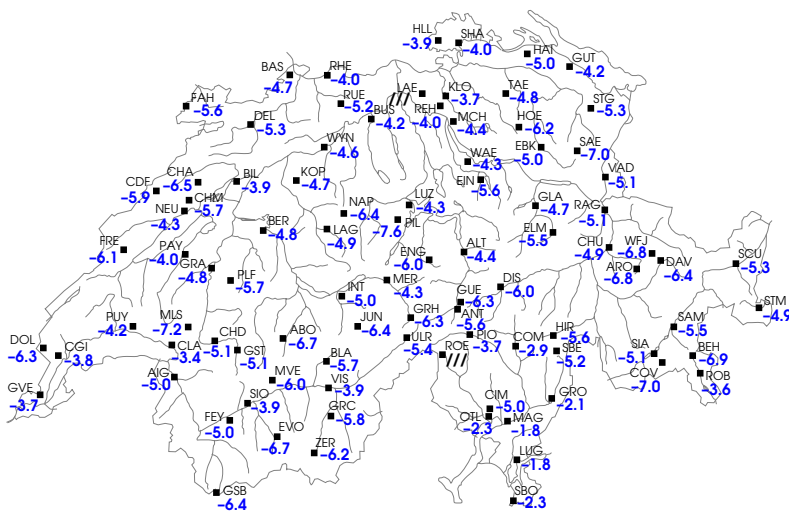 HLL
-3.9
SHA
-4.0
HAI
-5.0
GUT
-4.2
BAS
-4.7
RHE
-4.0
LAE
///
KLO
-3.7
TAE
-4.8
FAH
-5.6
RUE
-5.2
REH
-4.0
STG
-5.3
DEL
-5.3
BUS
-4.2
MCH
-4.4
HOE
-6.2
WYN
-4.6
EBK
-5.0
SAE
-7.0
WAE
-4.3
CHA
-6.5
BIL
-3.9
KOP
-4.7
EIN
-5.6
VAD
-5.1
CDF
-5.9
CHM
-5.7
NEU
-4.3
NAP
-6.4
LUZ
-4.3
GLA
-4.7
RAG
-5.1
BER
-4.8
LAG
-4.9
PIL
-7.6
ELM
-5.5
FRE
-6.1
PAY
-4.0
ENG
-6.0
ALT
-4.4
CHU
-4.9
WFJ
-6.8
DAV
-6.4
SCU
-5.3
GRA
-4.8
ARO
-6.8
PLF
-5.7
MER
-4.3
DIS
-6.0
INT
-5.0
GUE
-6.3
STM
-4.9
PUY
-4.2
MLS
-7.2
JUN
-6.4
GRH
-6.3
ANT
-5.6
SAM
-5.5
DOL
-6.3
CGI
-3.8
CLA
-3.4
CHD
-5.1
GST
-5.1
ABO
-6.7
ULR
-5.4
PIO
-3.7
COM
-2.9
HIR
-5.6
SBE
-5.2
SIA
-5.1
BEH
-6.9
ROE
///
BLA
-5.7
COV
-7.0
ROB
-3.6
AIG
-5.0
MVE
-6.0
VIS
-3.9
GVE
-3.7
SIO
-3.9
GRO
-2.1
FEY
-5.0
GRC
-5.8
CIM
-5.0
OTL
-2.3
MAG
-1.8
EVO
-6.7
ZER
-6.2
LUG
-1.8
GSB
-6.4
SBO
-2.3